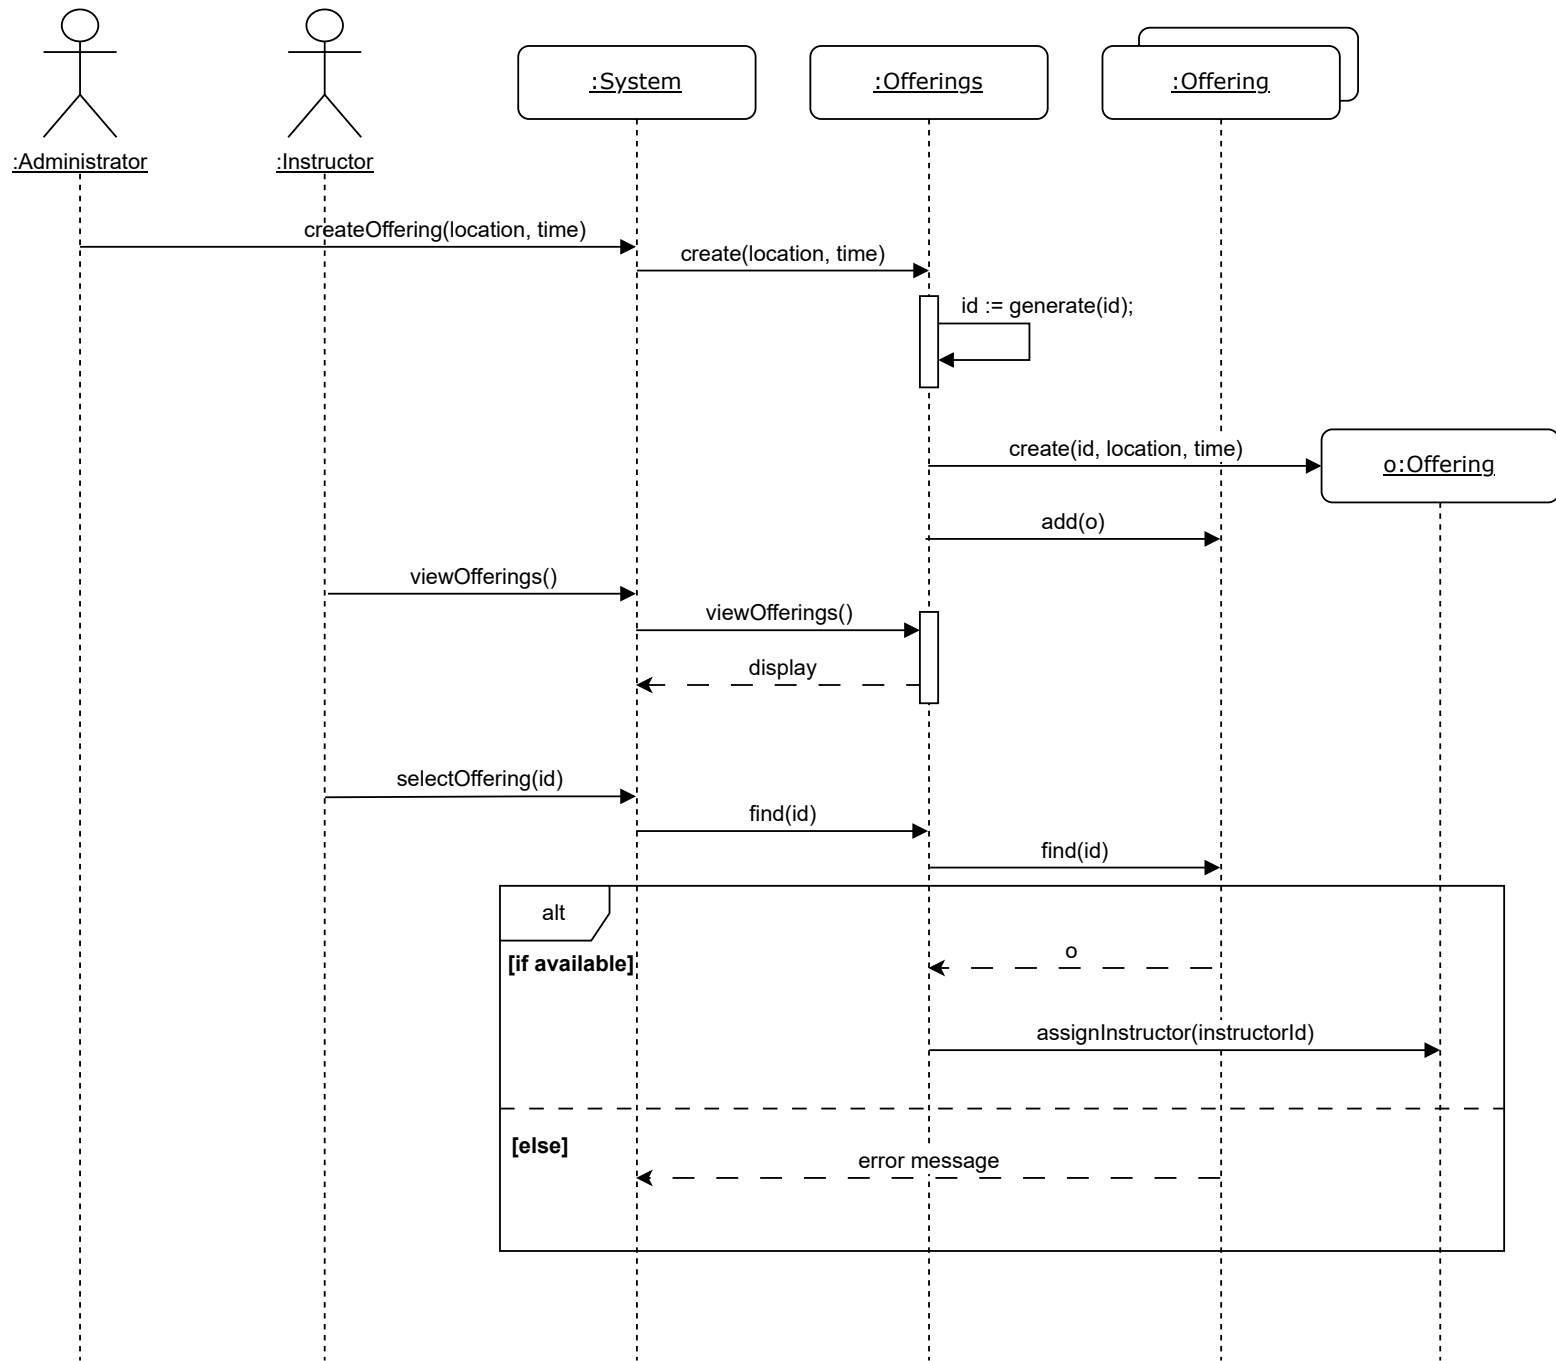 :System
:Offerings
:Offering
:Administrator
:Instructor
createOffering(location, time)
create(location, time)
id := generate(id);
create(id, location, time)
o:Offering
add(o)
viewOfferings()
viewOfferings()
display
selectOffering(id)
find(id)
find(id)
alt
[if available]
o
assignInstructor(instructorId)
[else]
error message